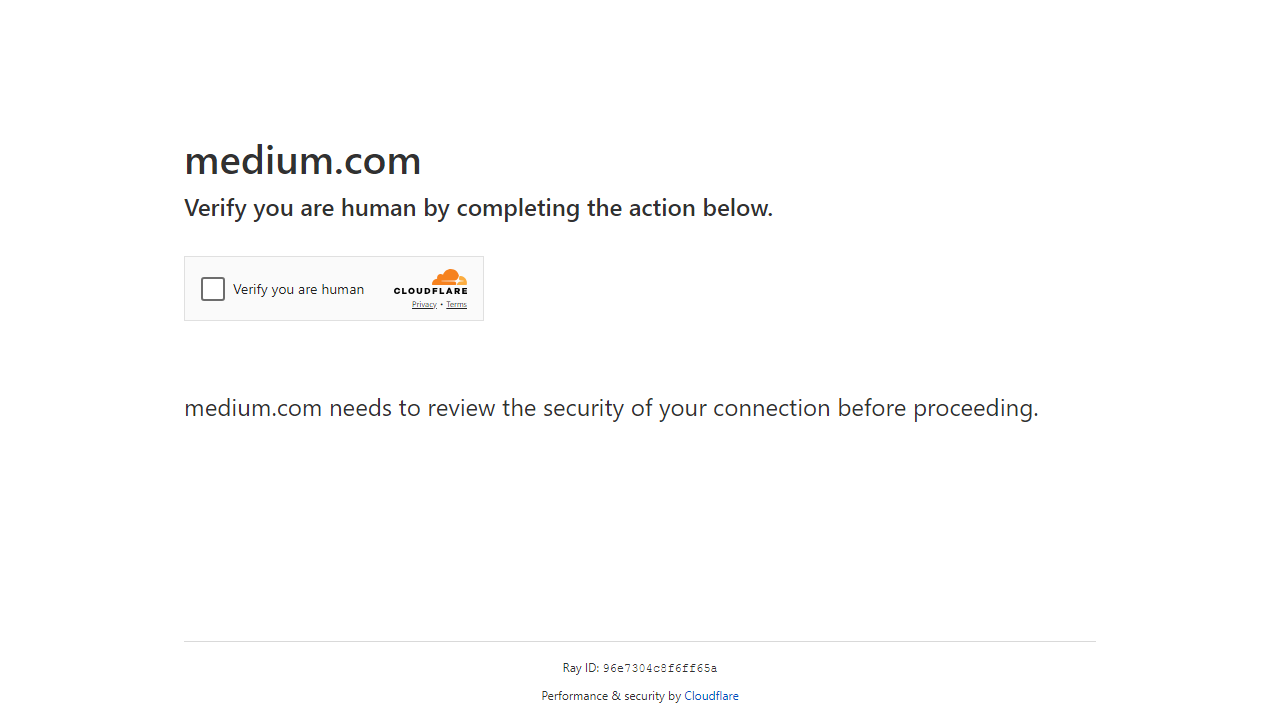 medium.com
Verify you are human by completing the action below.
Verify you are human
CLOUDFLARE
Privacy • Terms
medium.com needs to review the security of your connection before proceeding.
Ray ID: 96e7304c8f6ff65a
Performance & security by Cloudflare